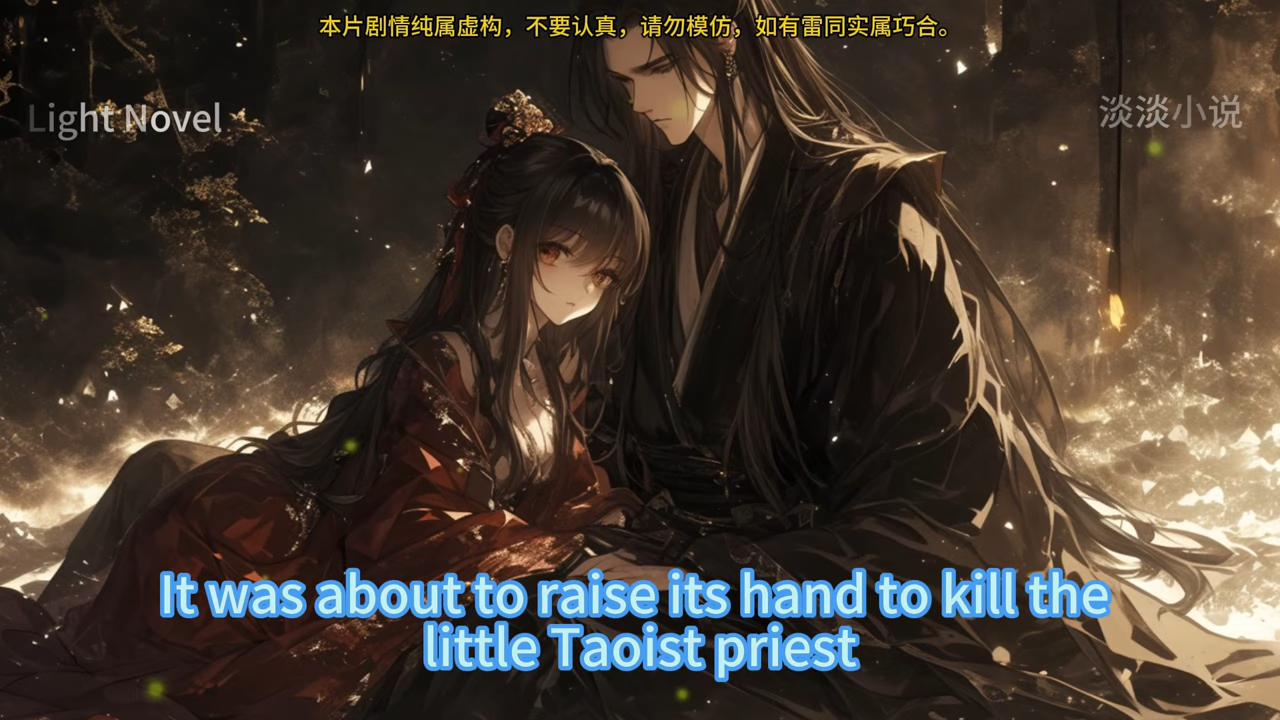 本片剧情纯属虚构，不要认真，请勿模仿，如有雷同实属巧合。
Light Novel
淡淡小说
It was about to raise its hand to kill the
little Taoist priest